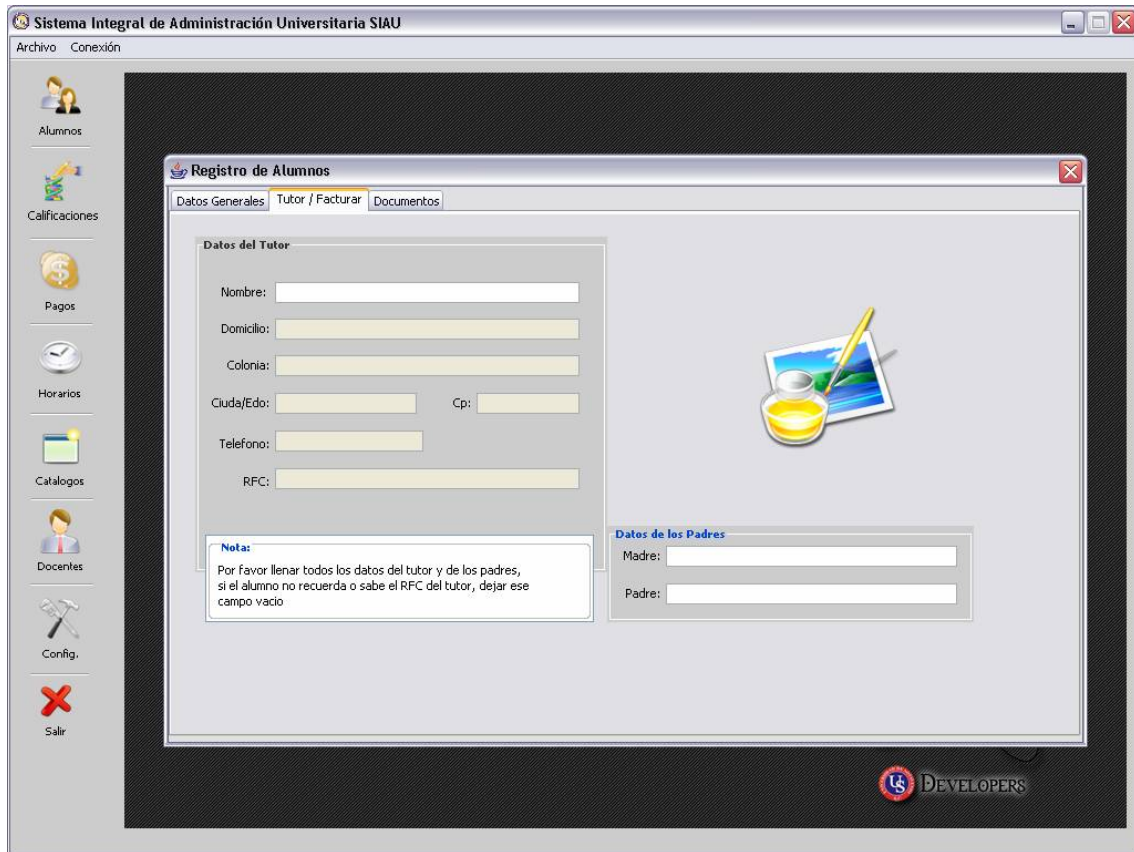 Sistema Integral de Administración Universitaria SIAU
Archivo Conexión
Alumnos
Calificaciones
Pagos
Horarios
Catalogos
Docentes
Config.
Salir
Registro de Alumnos
Datos Generales Tutor / Facturar Documentos
Datos del Tutor
Nombre:
Domicilio:
Colonia:
Ciuda/Edo: Cp:
Telefono:
RFC:
Nota:
Por favor llenar todos los datos del tutor y de los padres,
si el alumno no recuerda o sabe el RFC del tutor, dejar ese
campo vacio
Datos de los Padres
Madre:
Padre:
US DEVELOPERS